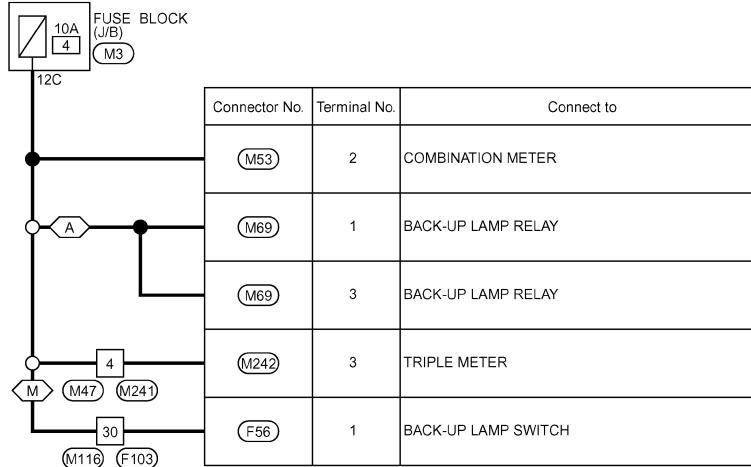 FUSE BLOCK
(J/B)
10A
4
M3
12C
Connector No. Terminal No. Connect to
M53 2 COMBINATION METER
A M69 1 BACK-UP LAMP RELAY
M69 3 BACK-UP LAMP RELAY
4 M242 3 TRIPLE METER
M M47 M241
30 F56 1 BACK-UP LAMP SWITCH
M116 F103